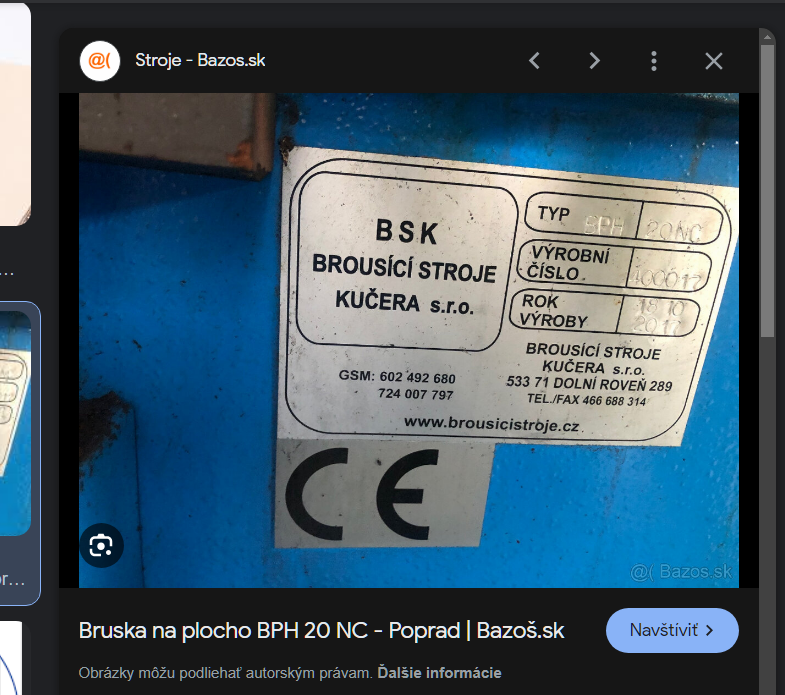 @( Stroje - Bazos.sk
BSK
BROUSÍCÍ STROJE
KUČERA s.r.o.
GSM: 602 492 680
724 007 797
TYP BPH 20NC
VÝROBNÍ
ČÍSLO 400017
ROK 18 10
VÝROBY 2017
BROUSÍCÍ STROJE
KUČERA s.r.o.
533 71 DOLNÍ ROVEŇ 289
TEL./FAX 466 688 314
www.brousicistroje.cz
CE
@( Bazos.sk
or...
Bruska na plocho BPH 20 NC - Poprad | Bazoš.sk
Navštíviť
Obrázky môžu podliehať autorským právam. Ďalšie informácie